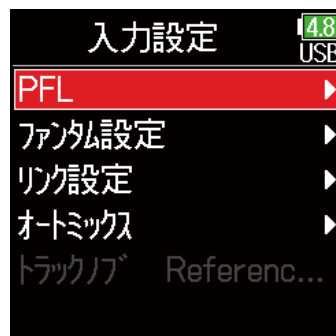 入力設定
4.8
USB
PFL
ファンタム設定
リンク設定
オートミックス
トラックノブ Referenc...